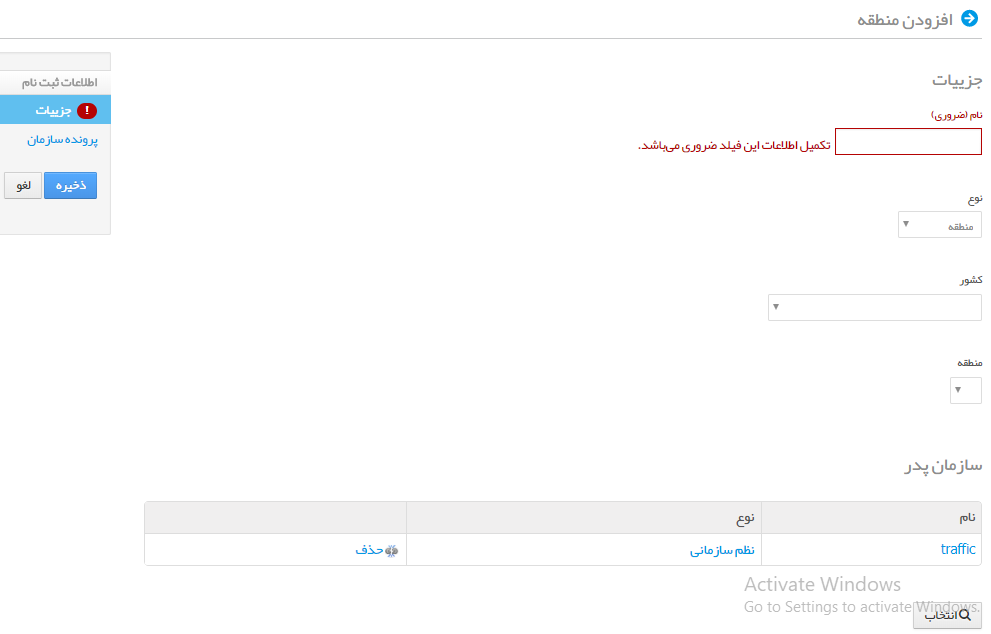 افزودن منطقه
جزییات
نام (ضروری)
تکمیل اطلاعات این فیلد ضروری می‌باشد.
نوع
منطقه
کشور
منطقه
سازمان پدر
نام نوع
traffic نظم سازمانی حذف
انتخاب
اطلاعات ثبت نام
جزییات
پرونده سازمان
ذخیره لغو
Activate Windows
Go to Settings to activate Windows.